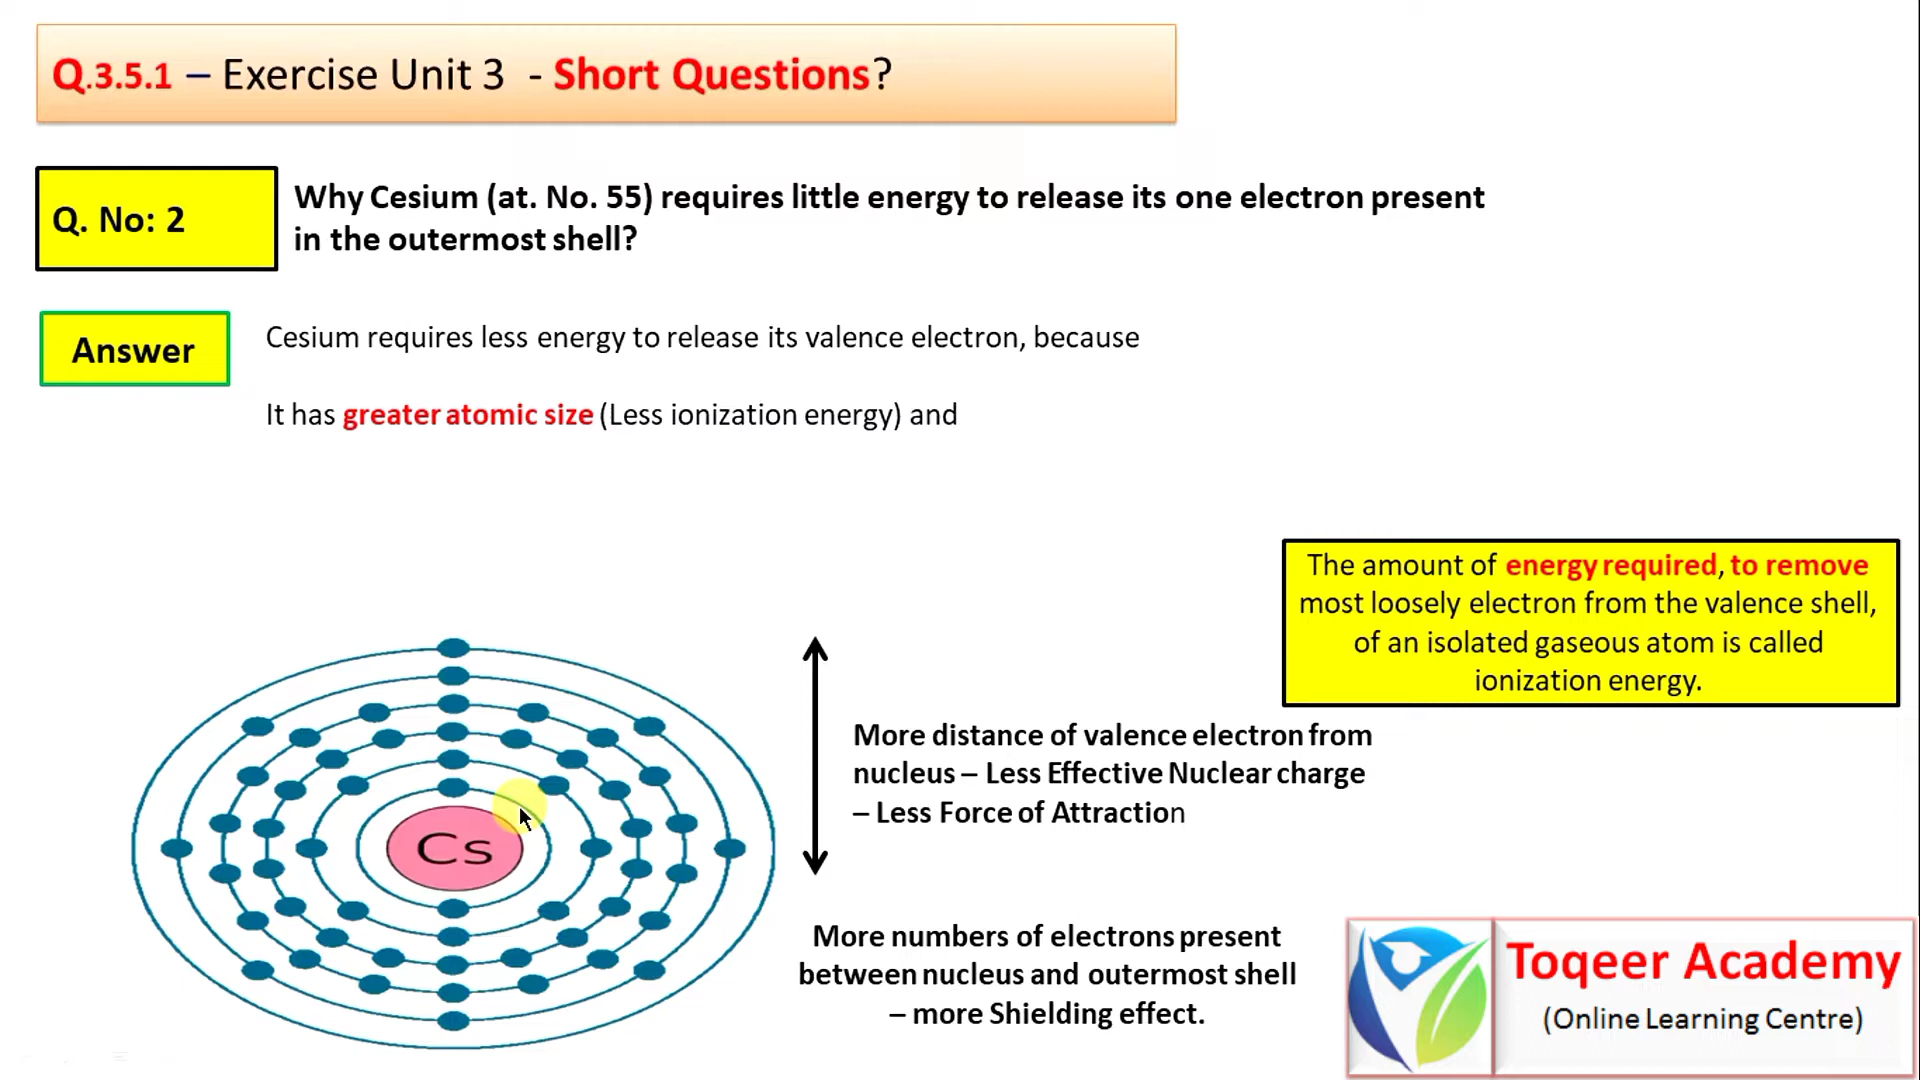 Q.3.5.1 – Exercise Unit 3 - Short Questions?
Q. No: 2
Why Cesium (at. No. 55) requires little energy to release its one electron present
in the outermost shell?
Answer
Cesium requires less energy to release its valence electron, because
It has greater atomic size (Less ionization energy) and
The amount of energy required, to remove
most loosely electron from the valence shell,
of an isolated gaseous atom is called
ionization energy.
Cs
More distance of valence electron from
nucleus – Less Effective Nuclear charge
– Less Force of Attraction
More numbers of electrons present
between nucleus and outermost shell
– more Shielding effect.
Toqeer Academy
(Online Learning Centre)